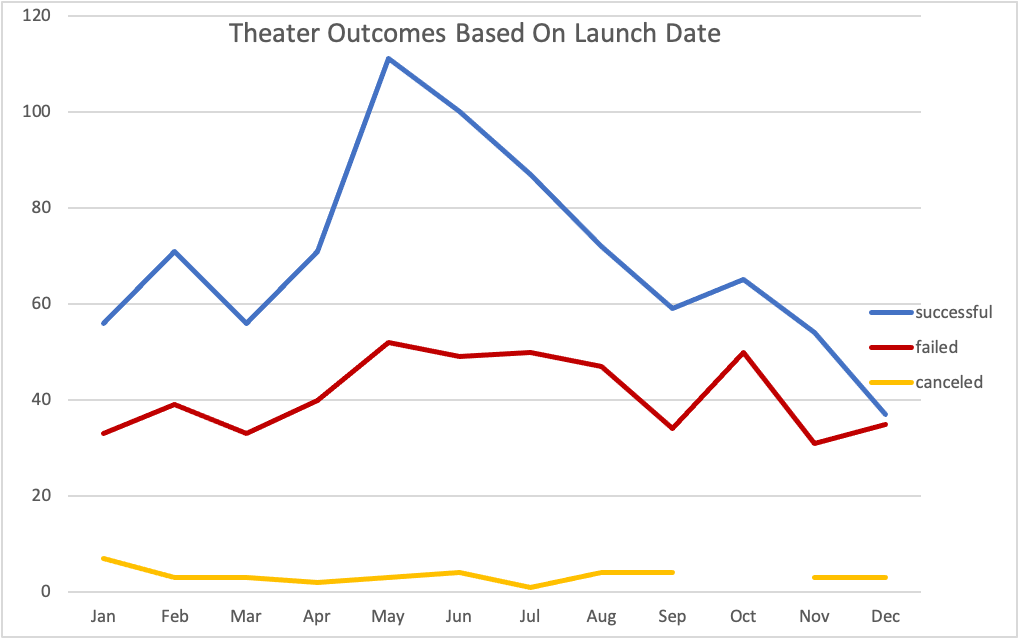 Theater Outcomes Based On Launch Date
120
100
80
60
40
20
0
Jan Feb Mar Apr May Jun Jul Aug Sep Oct Nov Dec
successful
failed
canceled